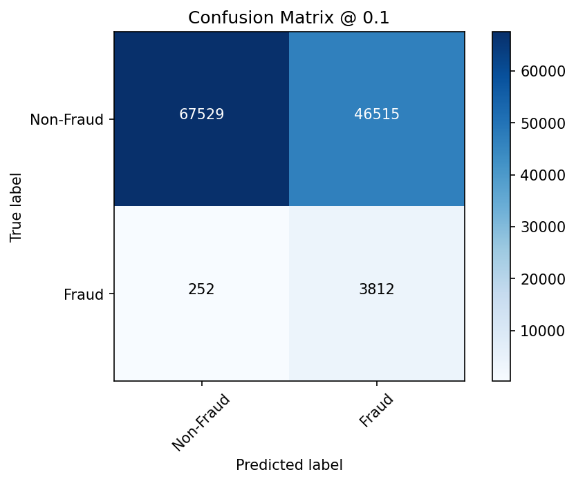 Confusion Matrix @ 0.1
Non-Fraud
67529
46515
Fraud
252
3812
True label
Non-Fraud
Fraud
Predicted label
60000
50000
40000
30000
20000
10000